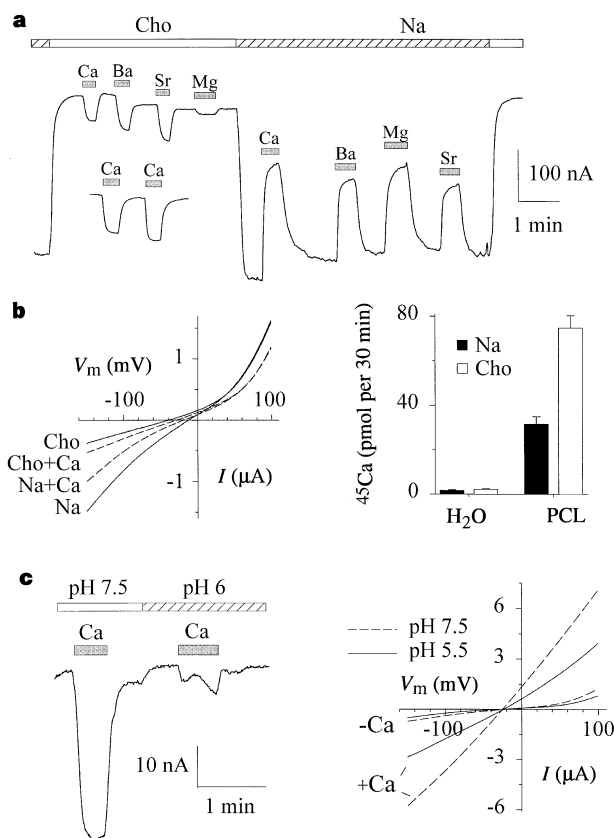 a
Cho Na
Ca Ba Sr Mg
Ca Ba Mg Sr
Ca Ca
100 nA
1 min
b
Vm (mV)
1
-100 100
Cho
Cho+Ca
Na+Ca
Na
-1
I (μA)
45Ca (pmol per 30 min)
80
40
0
Na
Cho
H2O PCL
c
pH 7.5 pH 6
Ca Ca
10 nA
1 min
6
3
pH 7.5
pH 5.5
Vm (mV)
-Ca
-100 100
+Ca
-3
-6
I (μA)